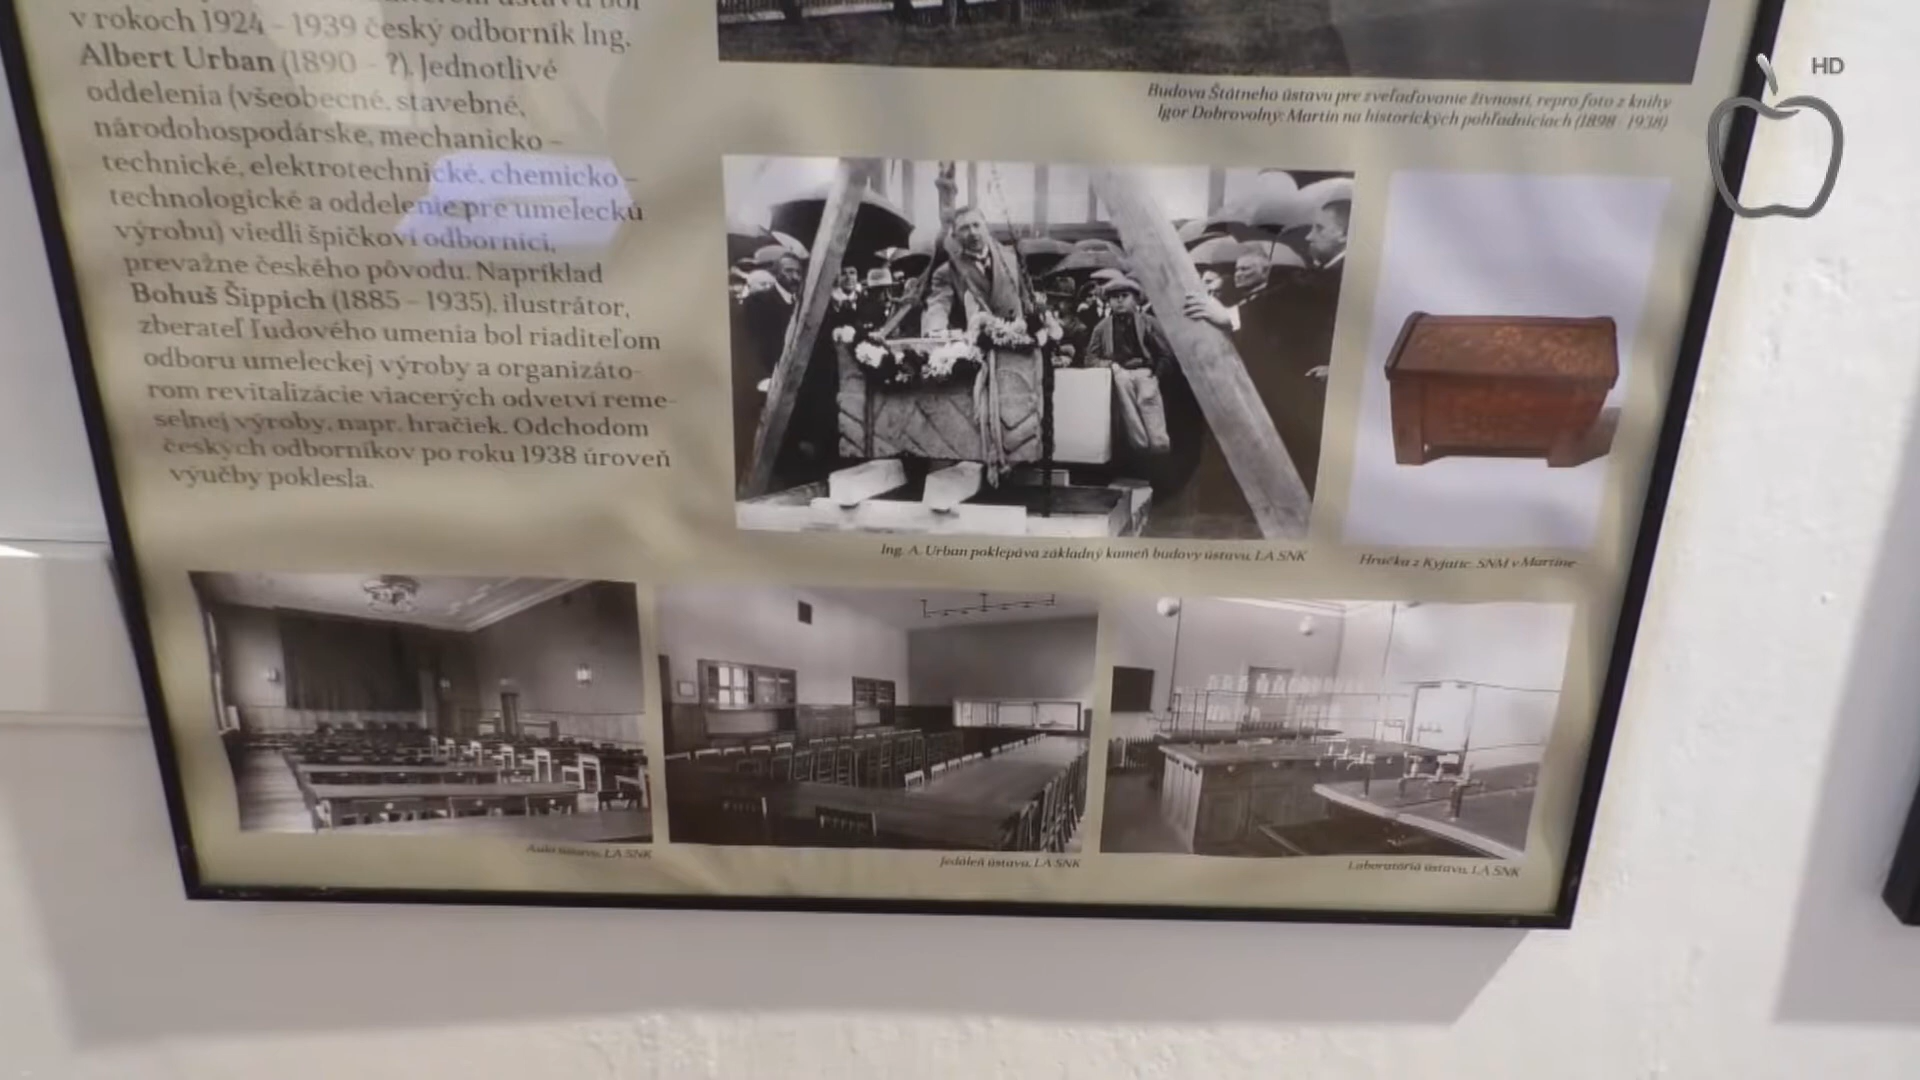 ústavu bol
v rokoch 1924 – 1939 český odborník Ing.
Albert Urban (1890 – ?). Jednotlivé
oddelenia (všeobecné, stavebné,
národohospodárske, mechanicko –
technické, elektrotechnické, chemicko –
technologické a oddelenie pre umeleckú
výrobu) viedli špičkoví odborníci,
prevažne českého pôvodu. Napríklad
Bohuš Šippich (1885 – 1935), ilustrátor,
zberateľ ľudového umenia bol riaditeľom
odboru umeleckej výroby a organizáto-
rom revitalizácie viacerých odvetví reme-
selnej výroby, napr. hračiek. Odchodom
českých odborníkov po roku 1938 úroveň
výučby poklesla.
HD
Budova Štátneho ústavu pre zveľaďovanie živností, repro foto z knihy
Igor Dobrovolný: Martin na historických pohľadniciach (1898 - 1938)
Ing. A. Urban poklepáva základný kameň budovy ústavu, LA SNK
Hračka z Kyjatíc, SNM v Martine
Aula ústavu, LA SNK
Jedáleň ústavu, LA SNK
Laboratóriá ústavu, LA SNK